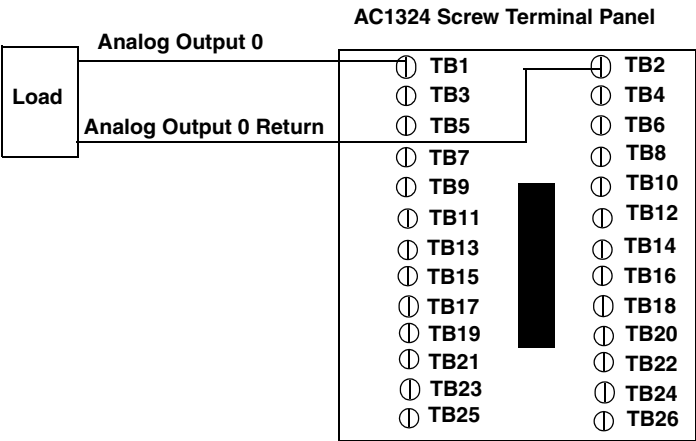 AC1324 Screw Terminal Panel
Analog Output 0
Load
Analog Output 0 Return
TB1 TB2
TB3 TB4
TB5 TB6
TB7 TB8
TB9 TB10
TB11 TB12
TB13 TB14
TB15 TB16
TB17 TB18
TB19 TB20
TB21 TB22
TB23 TB24
TB25 TB26